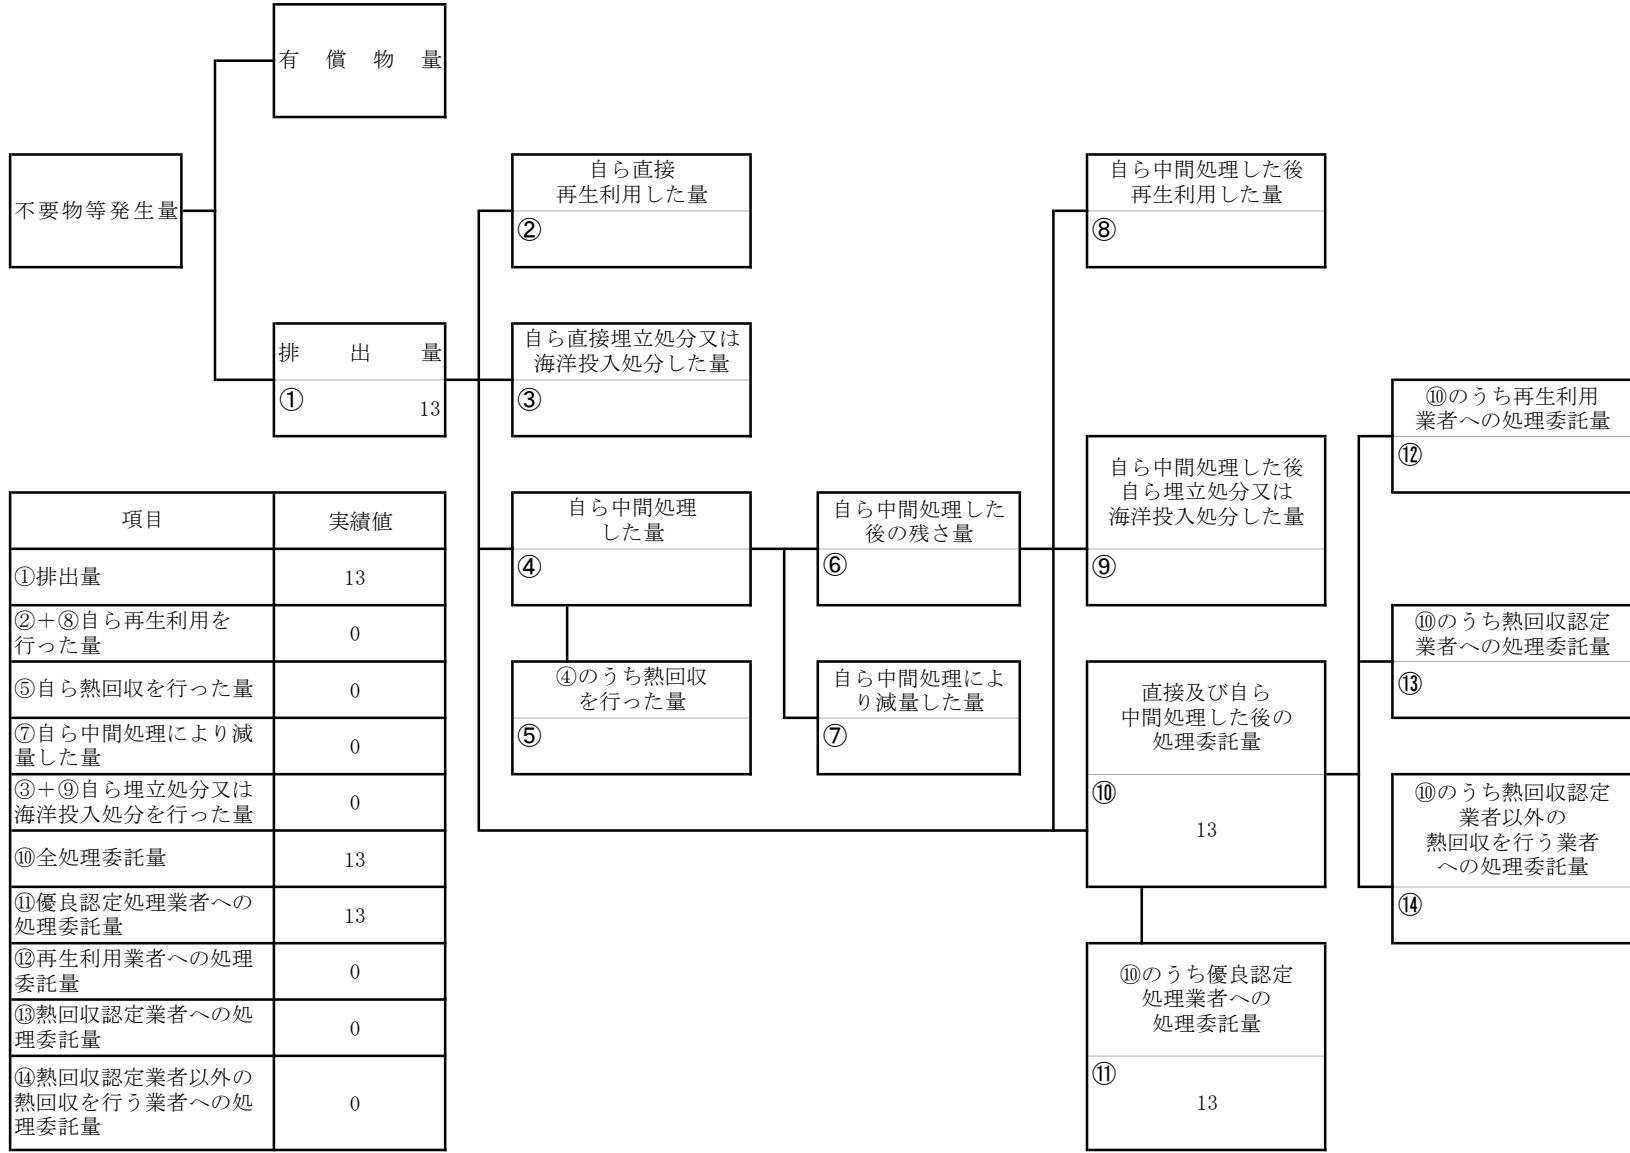 有償物量
不要物等発生量
自ら直接
再生利用した量
②
自ら中間処理した後
再生利用した量
⑧
排出量
①
13
自ら直接埋立処分又は
海洋投入処分した量
③
⑩のうち再生利用
業者への処理委託量
⑫
自ら中間処理した後
自ら埋立処分又は
海洋投入処分した量
⑨
自ら中間処理
した量
④
自ら中間処理した
後の残さ量
⑥
④のうち熱回収
を行った量
⑤
自ら中間処理によ
り減量した量
⑦
⑩のうち熱回収認定
業者への処理委託量
⑬
直接及び自ら
中間処理した後の
処理委託量
⑩
13
⑩のうち熱回収認定
業者以外の
熱回収を行う業者
への処理委託量
⑭
⑩のうち優良認定
処理業者への
処理委託量
⑪
13
項目 実績値
①排出量 13
②＋⑧自ら再生利用を
行った量 0
⑤自ら熱回収を行った量 0
⑦自ら中間処理により減
量した量 0
③＋⑨自ら埋立処分又は
海洋投入処分を行った量 0
⑩全処理委託量 13
⑪優良認定処理業者への
処理委託量 13
⑫再生利用業者への処理
委託量 0
⑬熱回収認定業者への処
理委託量 0
⑭熱回収認定業者以外の
熱回収を行う業者への処
理委託量 0